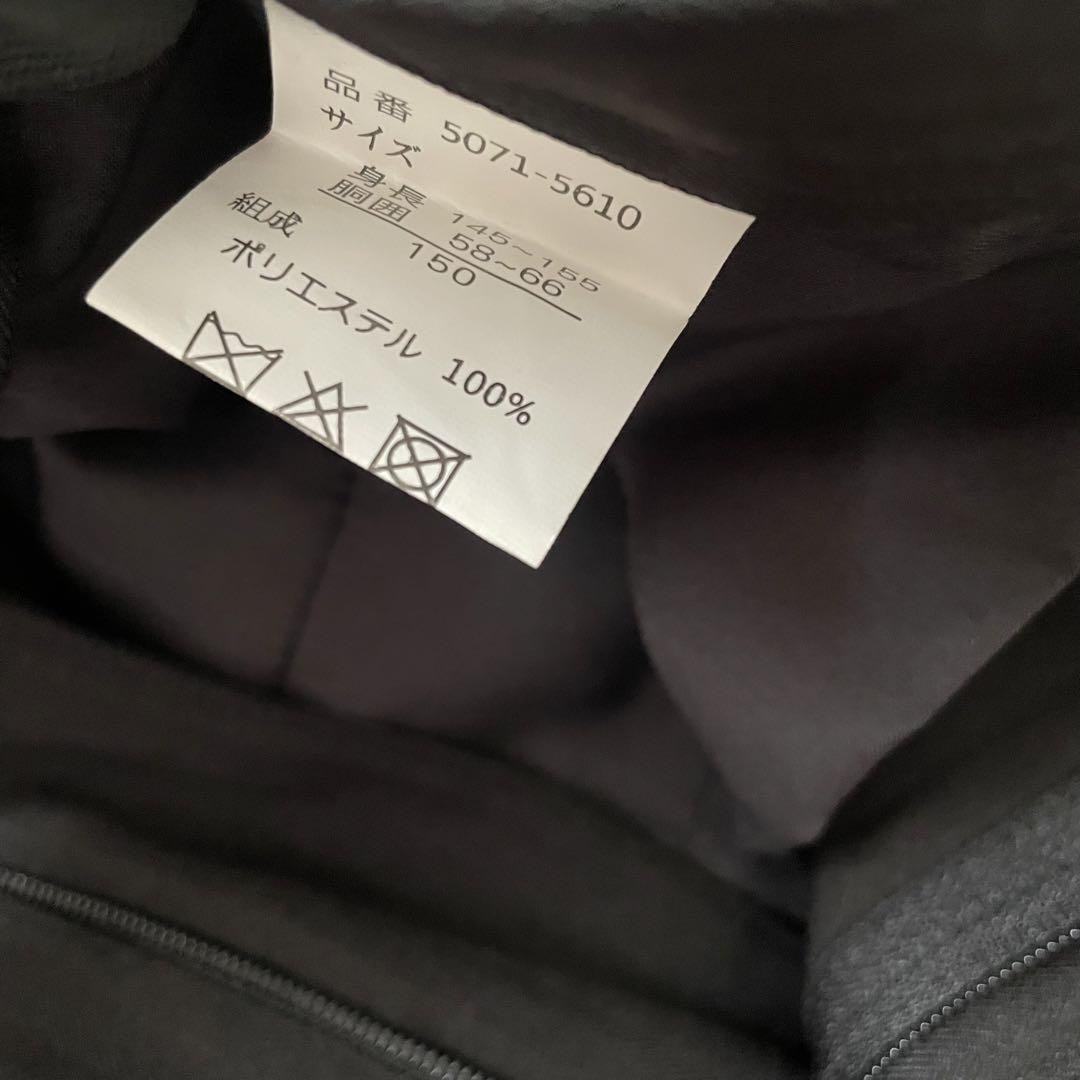 品番 5071-5610
サイズ
身長 145~155
胴囲 58~66
150
組成
ポリエステル 100%